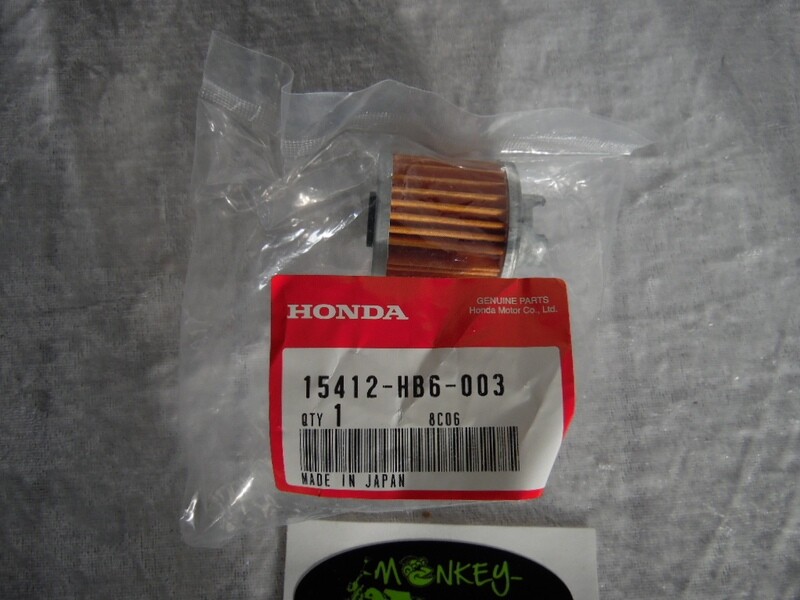 HONDA
GENUINE PARTS
Honda Motor Co., Ltd.
15412-HB6-003
QTY 1 8C06
MADE IN JAPAN
-MONKEY-